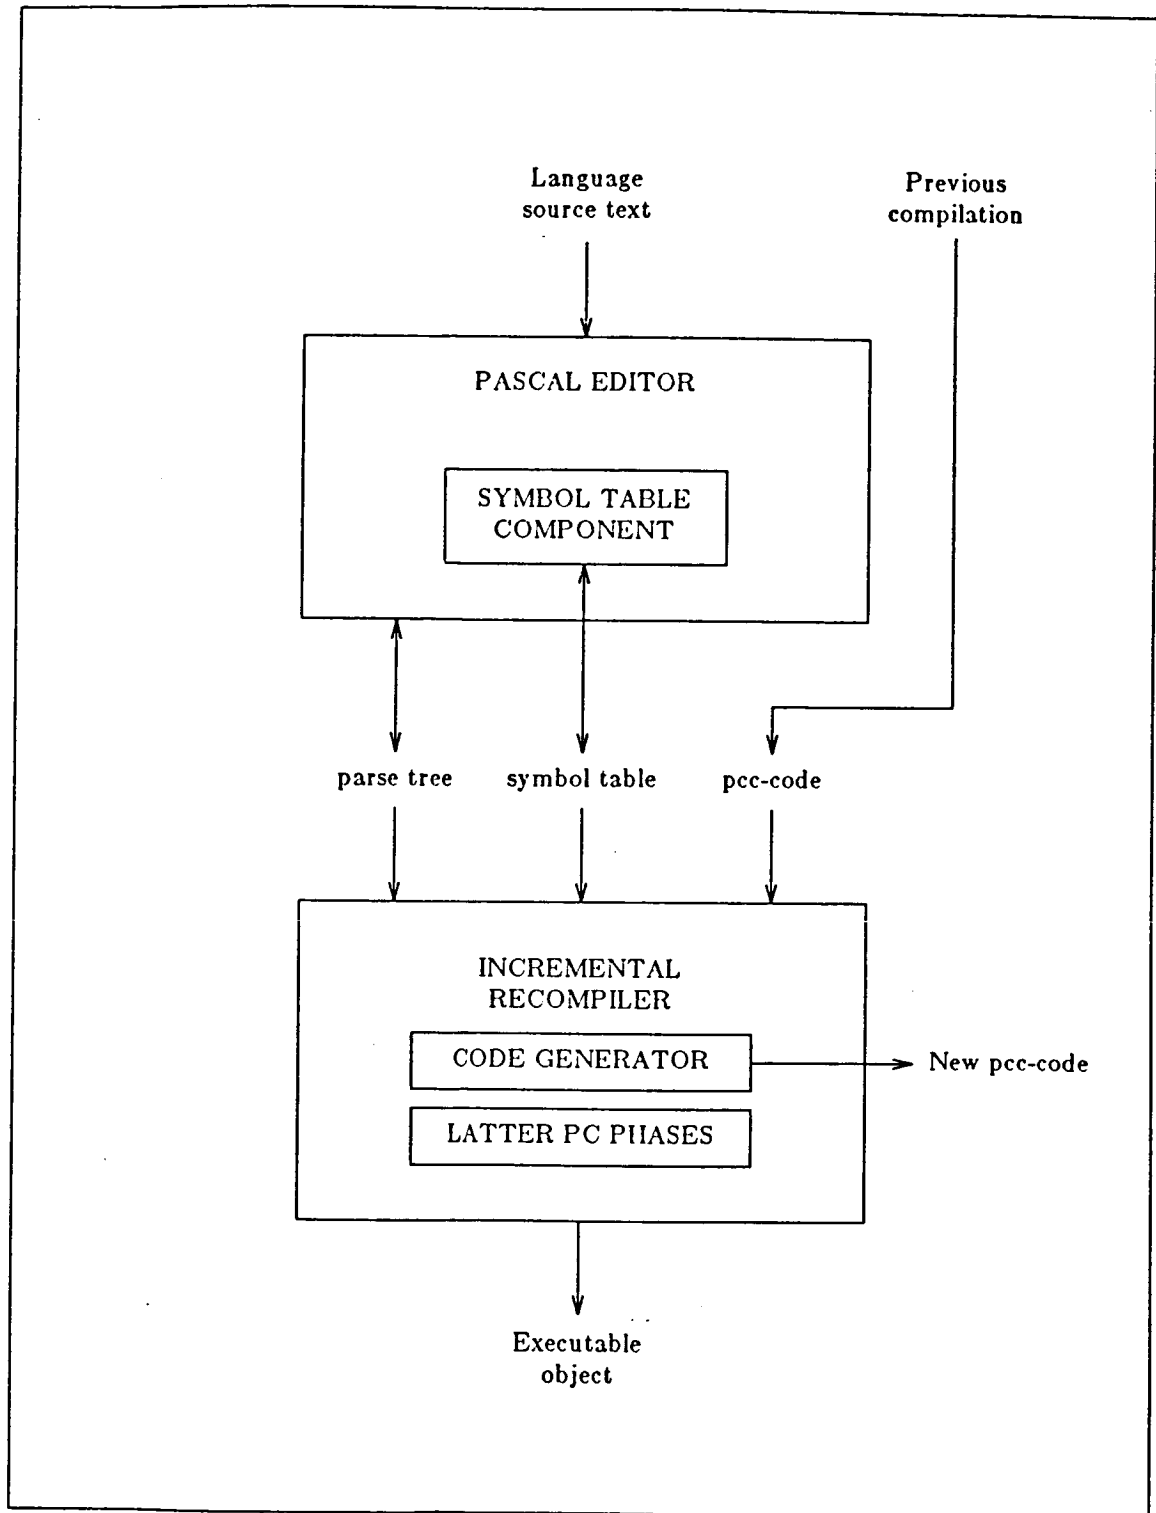 Language
source text
Previous
compilation
PASCAL EDITOR
SYMBOL TABLE
COMPONENT
parse tree
symbol table
pcc-code
INCREMENTAL
RECOMPILER
CODE GENERATOR
New pcc-code
LATTER PC PHASES
Executable
object